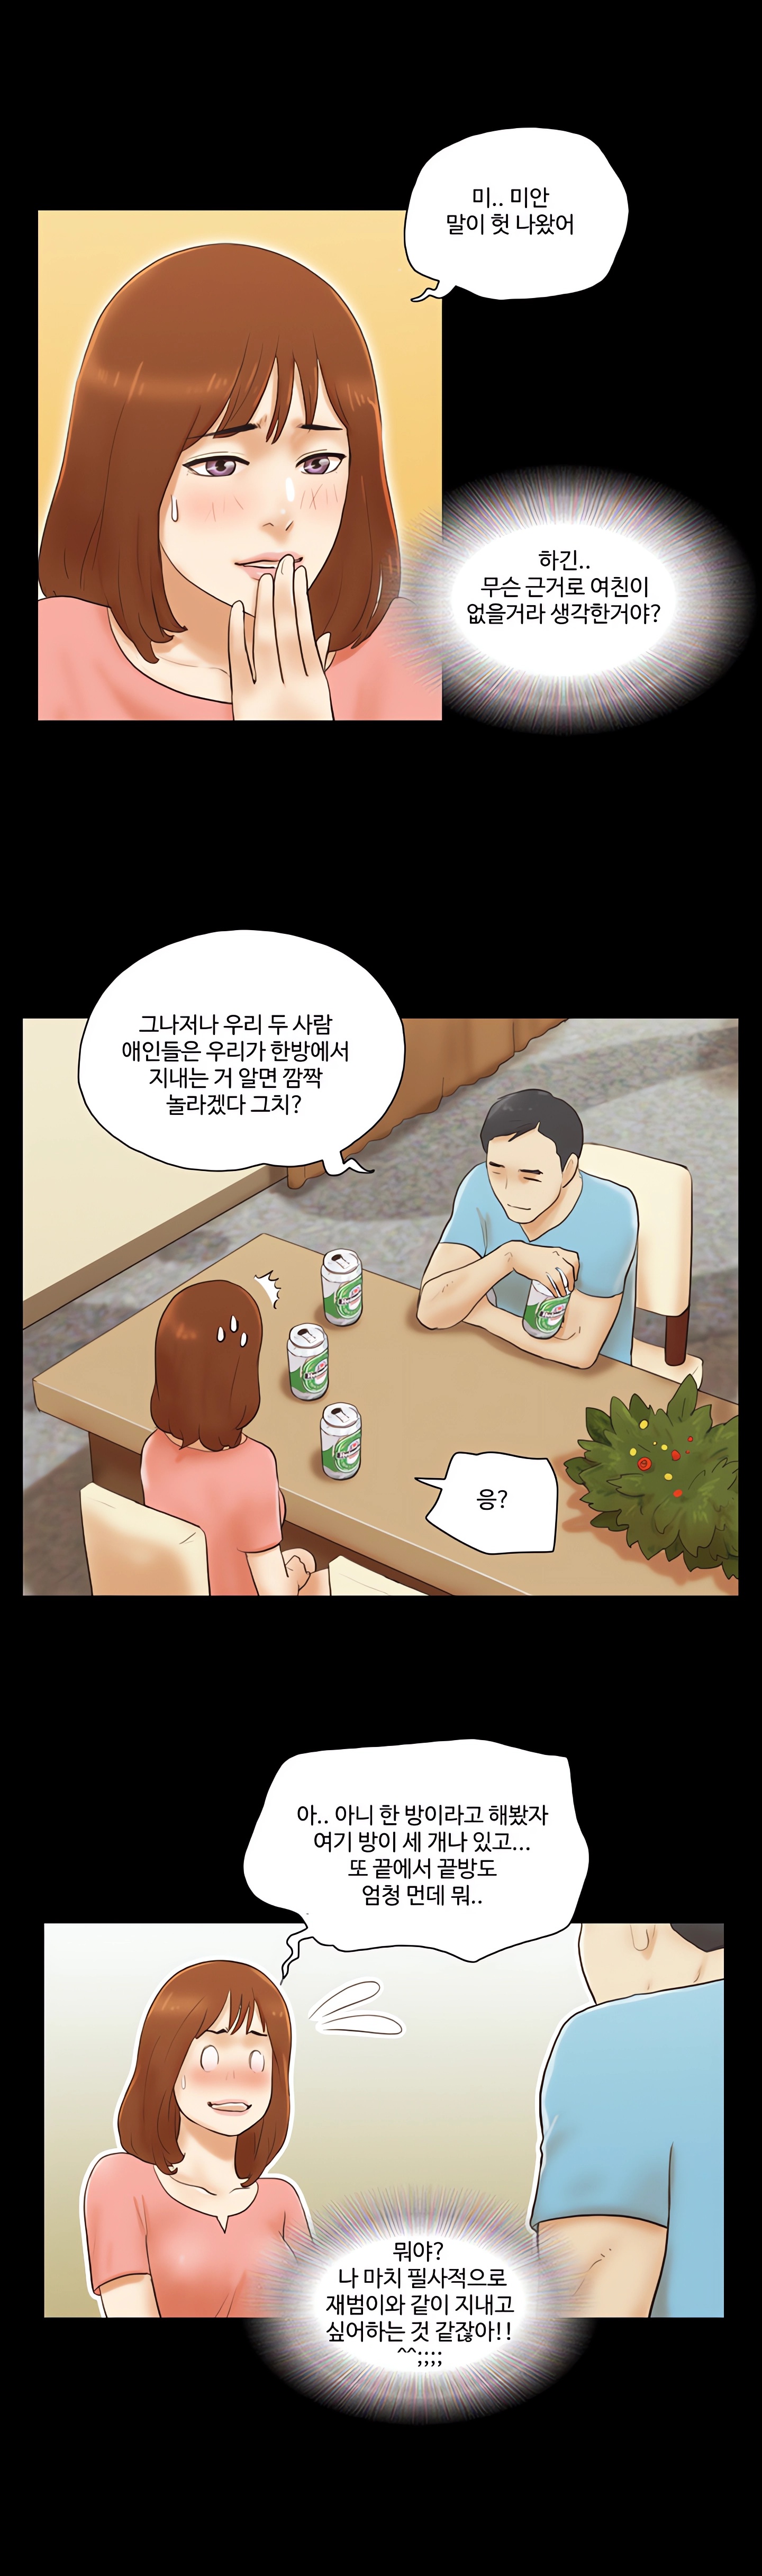 미.. 미안
말이 헛 나왔어
하긴..
무슨 근거로 여친이
없을거라 생각한거야?
그나저나 우리 두 사람
애인들은 우리가 한방에서
지내는 거 알면 깜짝
놀라겠다 그치?
응?
아.. 아니 한 방이라고 해봤자
여기 방이 세 개나 있고...
또 끝에서 끝방도
엄청 먼데 뭐..
뭐야?
나 마치 필사적으로
재범이와 같이 지내고
싶어하는 것 같잖아!!
^^;;;;